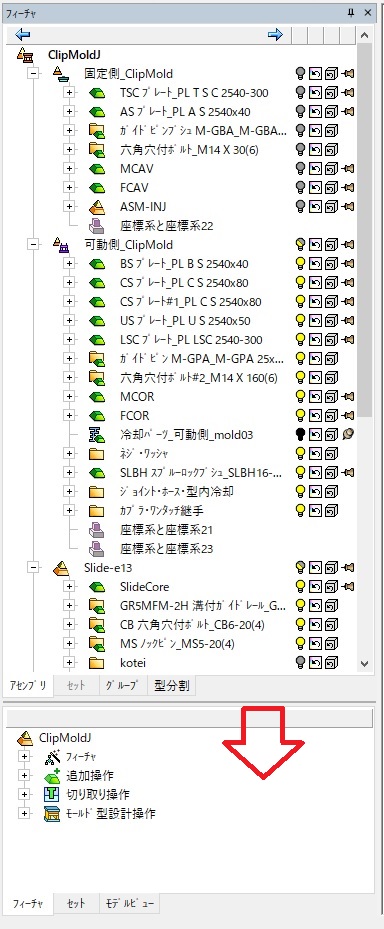 フィーチャ
ClipMoldJ
固定側_ClipMold
TSC プレート_PL T S C 2540-300
AS プレート_PL A S 2540x40
ガイドピンブシュ M-GBA_M-GBA...
六角穴付ボルト_M14 X 30(6)
MCAV
FCAV
ASM-INJ
座標系と座標系22
可動側_ClipMold
BS プレート_PL B S 2540x40
CS プレート_PL C S 2540x80
CS プレート#1_PL C S 2540x80
US プレート_PL U S 2540x50
LSC プレート_PL LSC 2540-300
ガイドピン M-GPA_M-GPA 25x...
六角穴付ボルト#2_M14 X 160(6)
MCOR
FCOR
冷却パーツ_可動側_mold03
ネジ・ワッシャ
SLBH スプルーロックブシュ_SLBH16-...
ジョイント・ホース・型内冷却
カプラ・ワンタッチ継手
座標系と座標系21
座標系と座標系23
Slide-e13
SlideCore
GR5MFM-2H 溝付ガイドレール_G...
CB 六角穴付ボルト_CB6-20(4)
MS ノックピン_MS5-20(4)
kotei
アセンブリ セット グループ 型分割
ClipMoldJ
フィーチャ
追加操作
切り取り操作
モールド型設計操作
フィーチャ セット モデルビュー